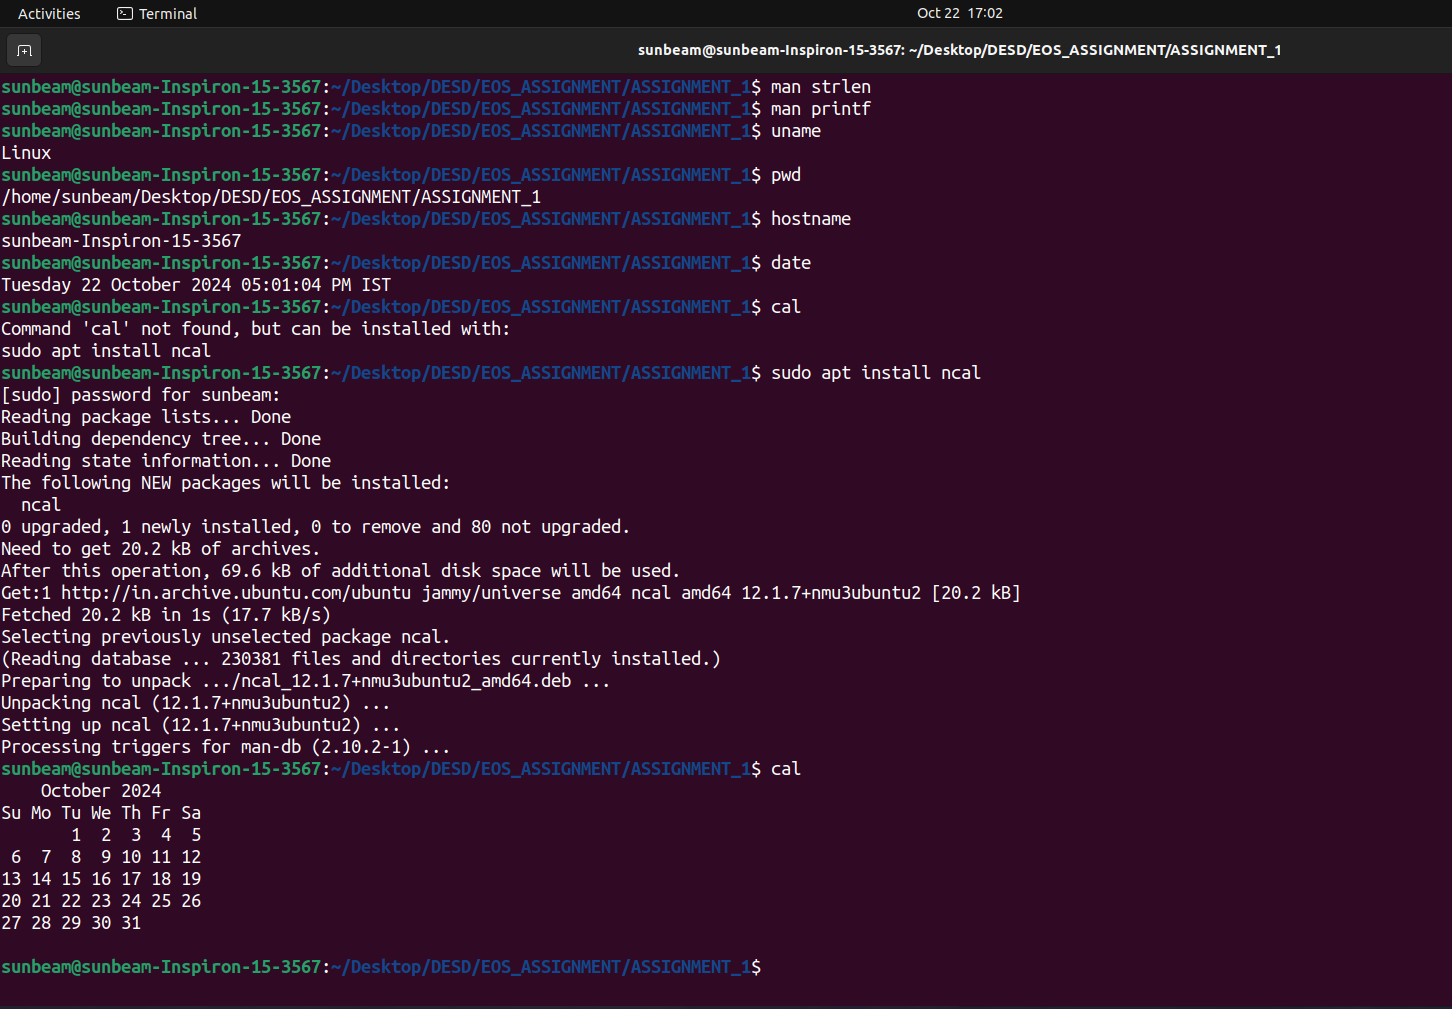 Activities Terminal Oct 22 17:02
sunbeam@sunbeam-Inspiron-15-3567: ~/Desktop/DESD/EOS_ASSIGNMENT/ASSIGNMENT_1
sunbeam@sunbeam-Inspiron-15-3567:~/Desktop/DESD/EOS_ASSIGNMENT/ASSIGNMENT_1$ man strlen
sunbeam@sunbeam-Inspiron-15-3567:~/Desktop/DESD/EOS_ASSIGNMENT/ASSIGNMENT_1$ man printf
sunbeam@sunbeam-Inspiron-15-3567:~/Desktop/DESD/EOS_ASSIGNMENT/ASSIGNMENT_1$ uname
Linux
sunbeam@sunbeam-Inspiron-15-3567:~/Desktop/DESD/EOS_ASSIGNMENT/ASSIGNMENT_1$ pwd
/home/sunbeam/Desktop/DESD/EOS_ASSIGNMENT/ASSIGNMENT_1
sunbeam@sunbeam-Inspiron-15-3567:~/Desktop/DESD/EOS_ASSIGNMENT/ASSIGNMENT_1$ hostname
sunbeam-Inspiron-15-3567
sunbeam@sunbeam-Inspiron-15-3567:~/Desktop/DESD/EOS_ASSIGNMENT/ASSIGNMENT_1$ date
Tuesday 22 October 2024 05:01:04 PM IST
sunbeam@sunbeam-Inspiron-15-3567:~/Desktop/DESD/EOS_ASSIGNMENT/ASSIGNMENT_1$ cal
Command 'cal' not found, but can be installed with:
sudo apt install ncal
sunbeam@sunbeam-Inspiron-15-3567:~/Desktop/DESD/EOS_ASSIGNMENT/ASSIGNMENT_1$ sudo apt install ncal
[sudo] password for sunbeam:
Reading package lists... Done
Building dependency tree... Done
Reading state information... Done
The following NEW packages will be installed:
  ncal
0 upgraded, 1 newly installed, 0 to remove and 80 not upgraded.
Need to get 20.2 kB of archives.
After this operation, 69.6 kB of additional disk space will be used.
Get:1 http://in.archive.ubuntu.com/ubuntu jammy/universe amd64 ncal amd64 12.1.7+nmu3ubuntu2 [20.2 kB]
Fetched 20.2 kB in 1s (17.7 kB/s)
Selecting previously unselected package ncal.
(Reading database ... 230381 files and directories currently installed.)
Preparing to unpack .../ncal_12.1.7+nmu3ubuntu2_amd64.deb ...
Unpacking ncal (12.1.7+nmu3ubuntu2) ...
Setting up ncal (12.1.7+nmu3ubuntu2) ...
Processing triggers for man-db (2.10.2-1) ...
sunbeam@sunbeam-Inspiron-15-3567:~/Desktop/DESD/EOS_ASSIGNMENT/ASSIGNMENT_1$ cal
    October 2024
Su Mo Tu We Th Fr Sa
       1  2  3  4  5
 6  7  8  9 10 11 12
13 14 15 16 17 18 19
20 21 22 23 24 25 26
27 28 29 30 31
sunbeam@sunbeam-Inspiron-15-3567:~/Desktop/DESD/EOS_ASSIGNMENT/ASSIGNMENT_1$